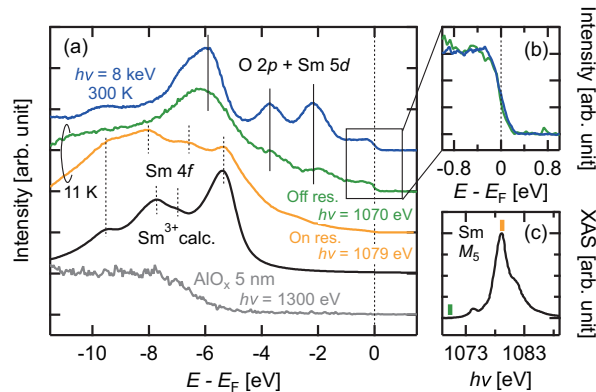 (a)
hν = 8 keV
300 K
O 2p + Sm 5d
11 K
Sm 4f
Off res.
hν = 1070 eV
Sm3+ calc.
On res.
hν = 1079 eV
AlOx 5 nm
hν = 1300 eV
Intensity [arb. unit]
-10 -8 -6 -4 -2 0
E - EF [eV]
(b)
Intensity [arb. unit]
-0.8 0 0.8
E - EF [eV]
(c)
Sm
M5
XAS [arb. unit]
1073 1083
hν [eV]